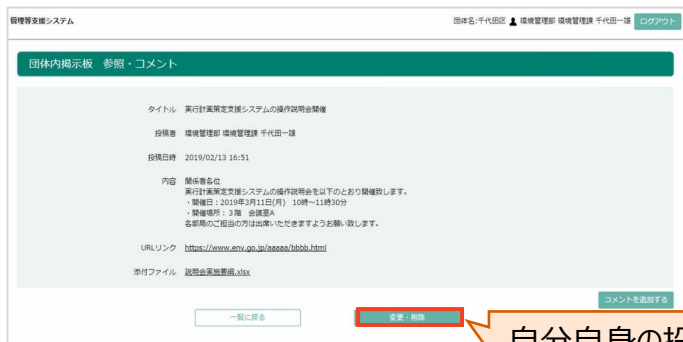 管理等支援システム
団体名:千代田区 環境管理部 環境管理課 千代田一雄 ログアウト
団体内掲示板 参照・コメント
タイトル 実行計画策定支援システムの操作説明会開催
投稿者 環境管理部 環境管理課 千代田一雄
投稿日時 2019/02/13 16:51
内容 関係者各位
実行計画策定支援システムの操作説明会を以下のとおり開催致します。
・開催日：2019年3月11日(月) 10時～11時30分
・開催場所：3階 会議室A
各部局のご担当の方は出席いただきますようお願い致します。
URLリンク https://www.env.go.jp/aaaaa/bbbb.html
添付ファイル 説明会実施要綱.xlsx
コメントを追加する
一覧に戻る 変更・削除
自分自身の投